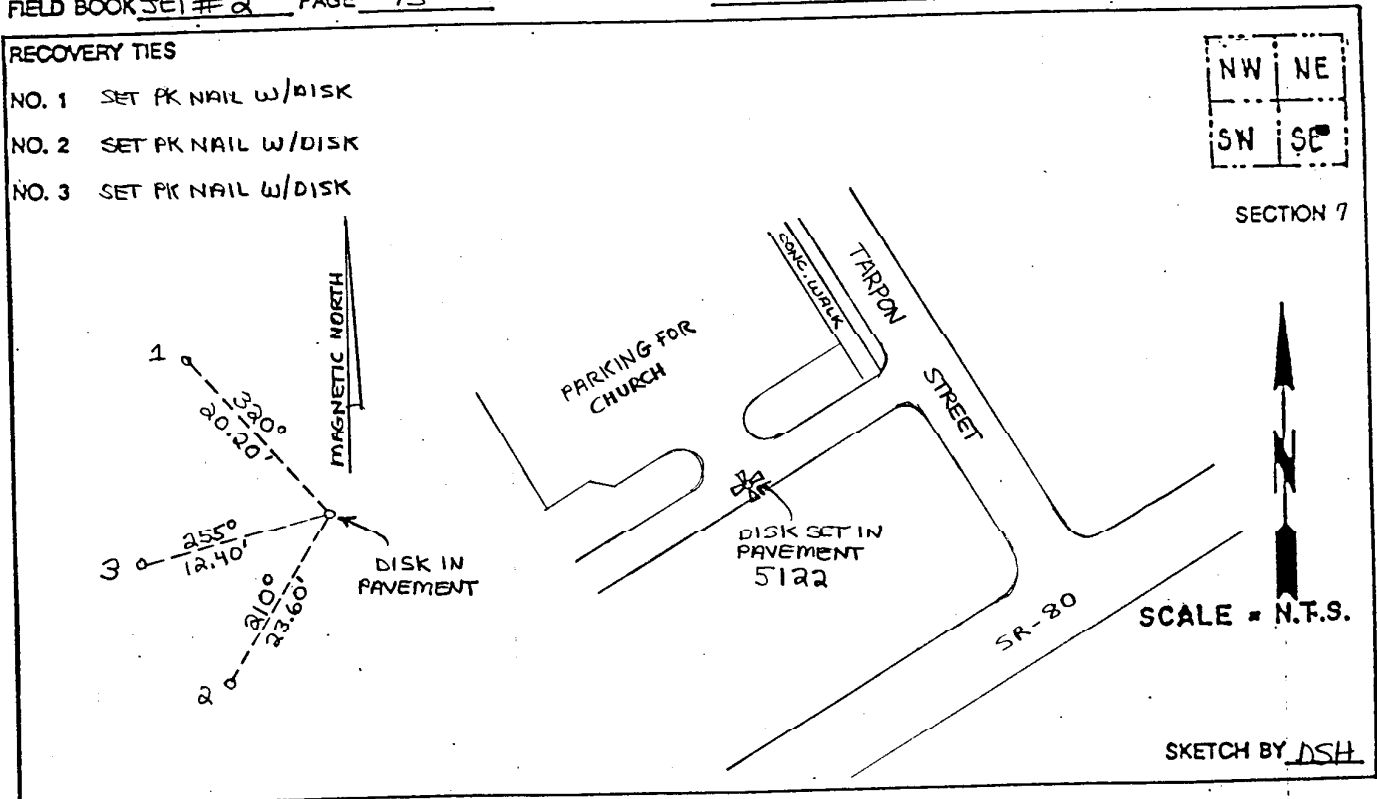 FIELD BOOK SET # 2 PAGE
RECOVERY TIES
NO. 1 SET PK NAIL W/DISK
NO. 2 SET PK NAIL W/DISK
NO. 3 SET PK NAIL W/DISK
NW NE
SW SE
SECTION 7
MAGNETIC NORTH
1
320°
20.20'
3
255°
12.40'
2
210°
23.60'
DISK IN
PAVEMENT
PARKING FOR
CHURCH
CONC. WALK
TARPON
STREET
DISK SET IN
PAVEMENT
5122
SR-80
N
SCALE = N.T.S.
SKETCH BY DSH